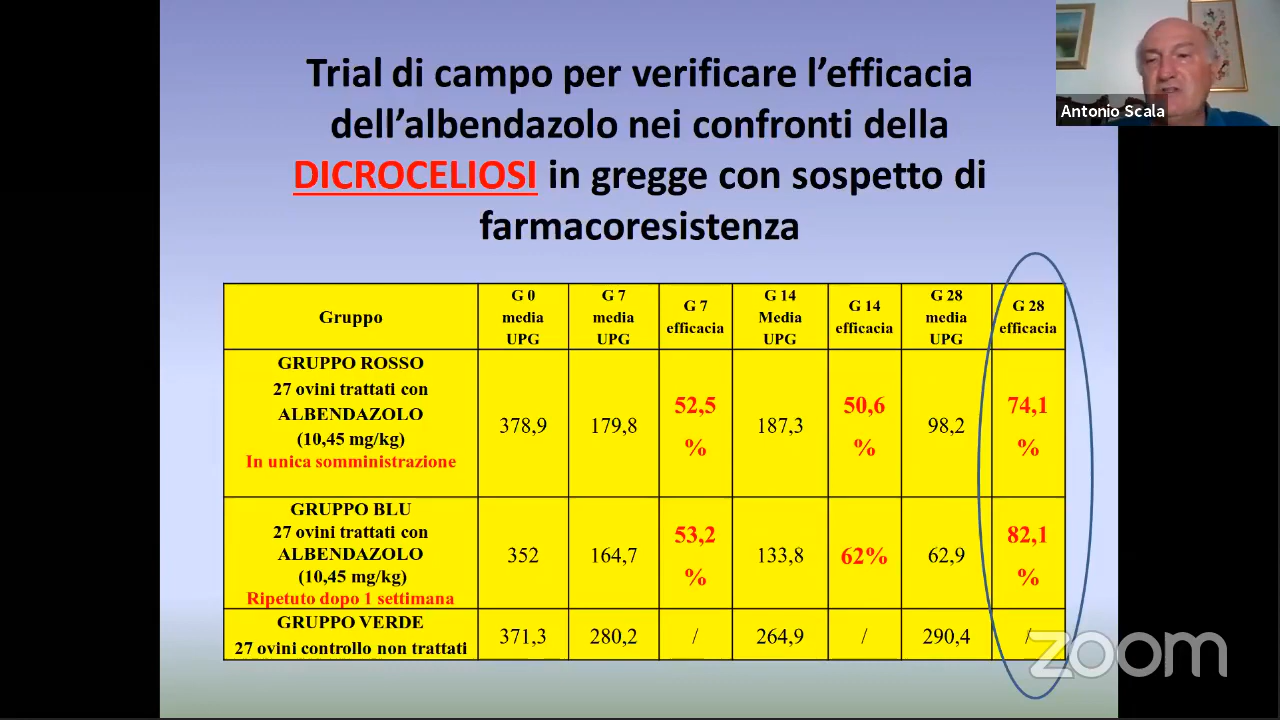 Trial di campo per verificare l'efficacia
dell'albendazolo nei confronti della
DICROCELIOSI in gregge con sospetto di
farmacoresistenza
Antonio Scala
Gruppo
G 0
media
UPG
G 7
media
UPG
G 7
efficacia
G 14
Media
UPG
G 14
efficacia
G 28
media
UPG
G 28
efficacia
GRUPPO ROSSO
27 ovini trattati con
ALBENDAZOLO
(10,45 mg/kg)
In unica somministrazione
378,9
179,8
52,5
%
187,3
50,6
%
98,2
74,1
%
GRUPPO BLU
27 ovini trattati con
ALBENDAZOLO
(10,45 mg/kg)
Ripetuto dopo 1 settimana
352
164,7
53,2
%
133,8
62%
62,9
82,1
%
GRUPPO VERDE
27 ovini controllo non trattati
371,3
280,2
/
264,9
/
290,4
/
zoom